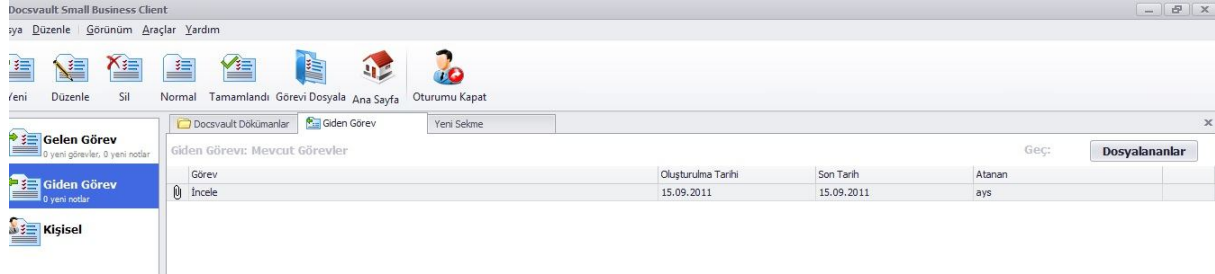 Docsvault Small Business Client
sya Düzenle Görünüm Araçlar Yardım
Yeni Düzenle Sil Normal Tamamlandı Görevi Dosyala Ana Sayfa Oturumu Kapat
Docsvault Dökümanlar Giden Görev Yeni Sekme
Gelen Görev
0 yeni görevler, 0 yeni notlar
Giden Görev
0 yeni notlar
Kişisel
Giden Görevı: Mevcut Görevler Geç: Dosyalananlar
Görev Oluşturulma Tarihi Son Tarih Atanan
İncele 15.09.2011 15.09.2011 ays